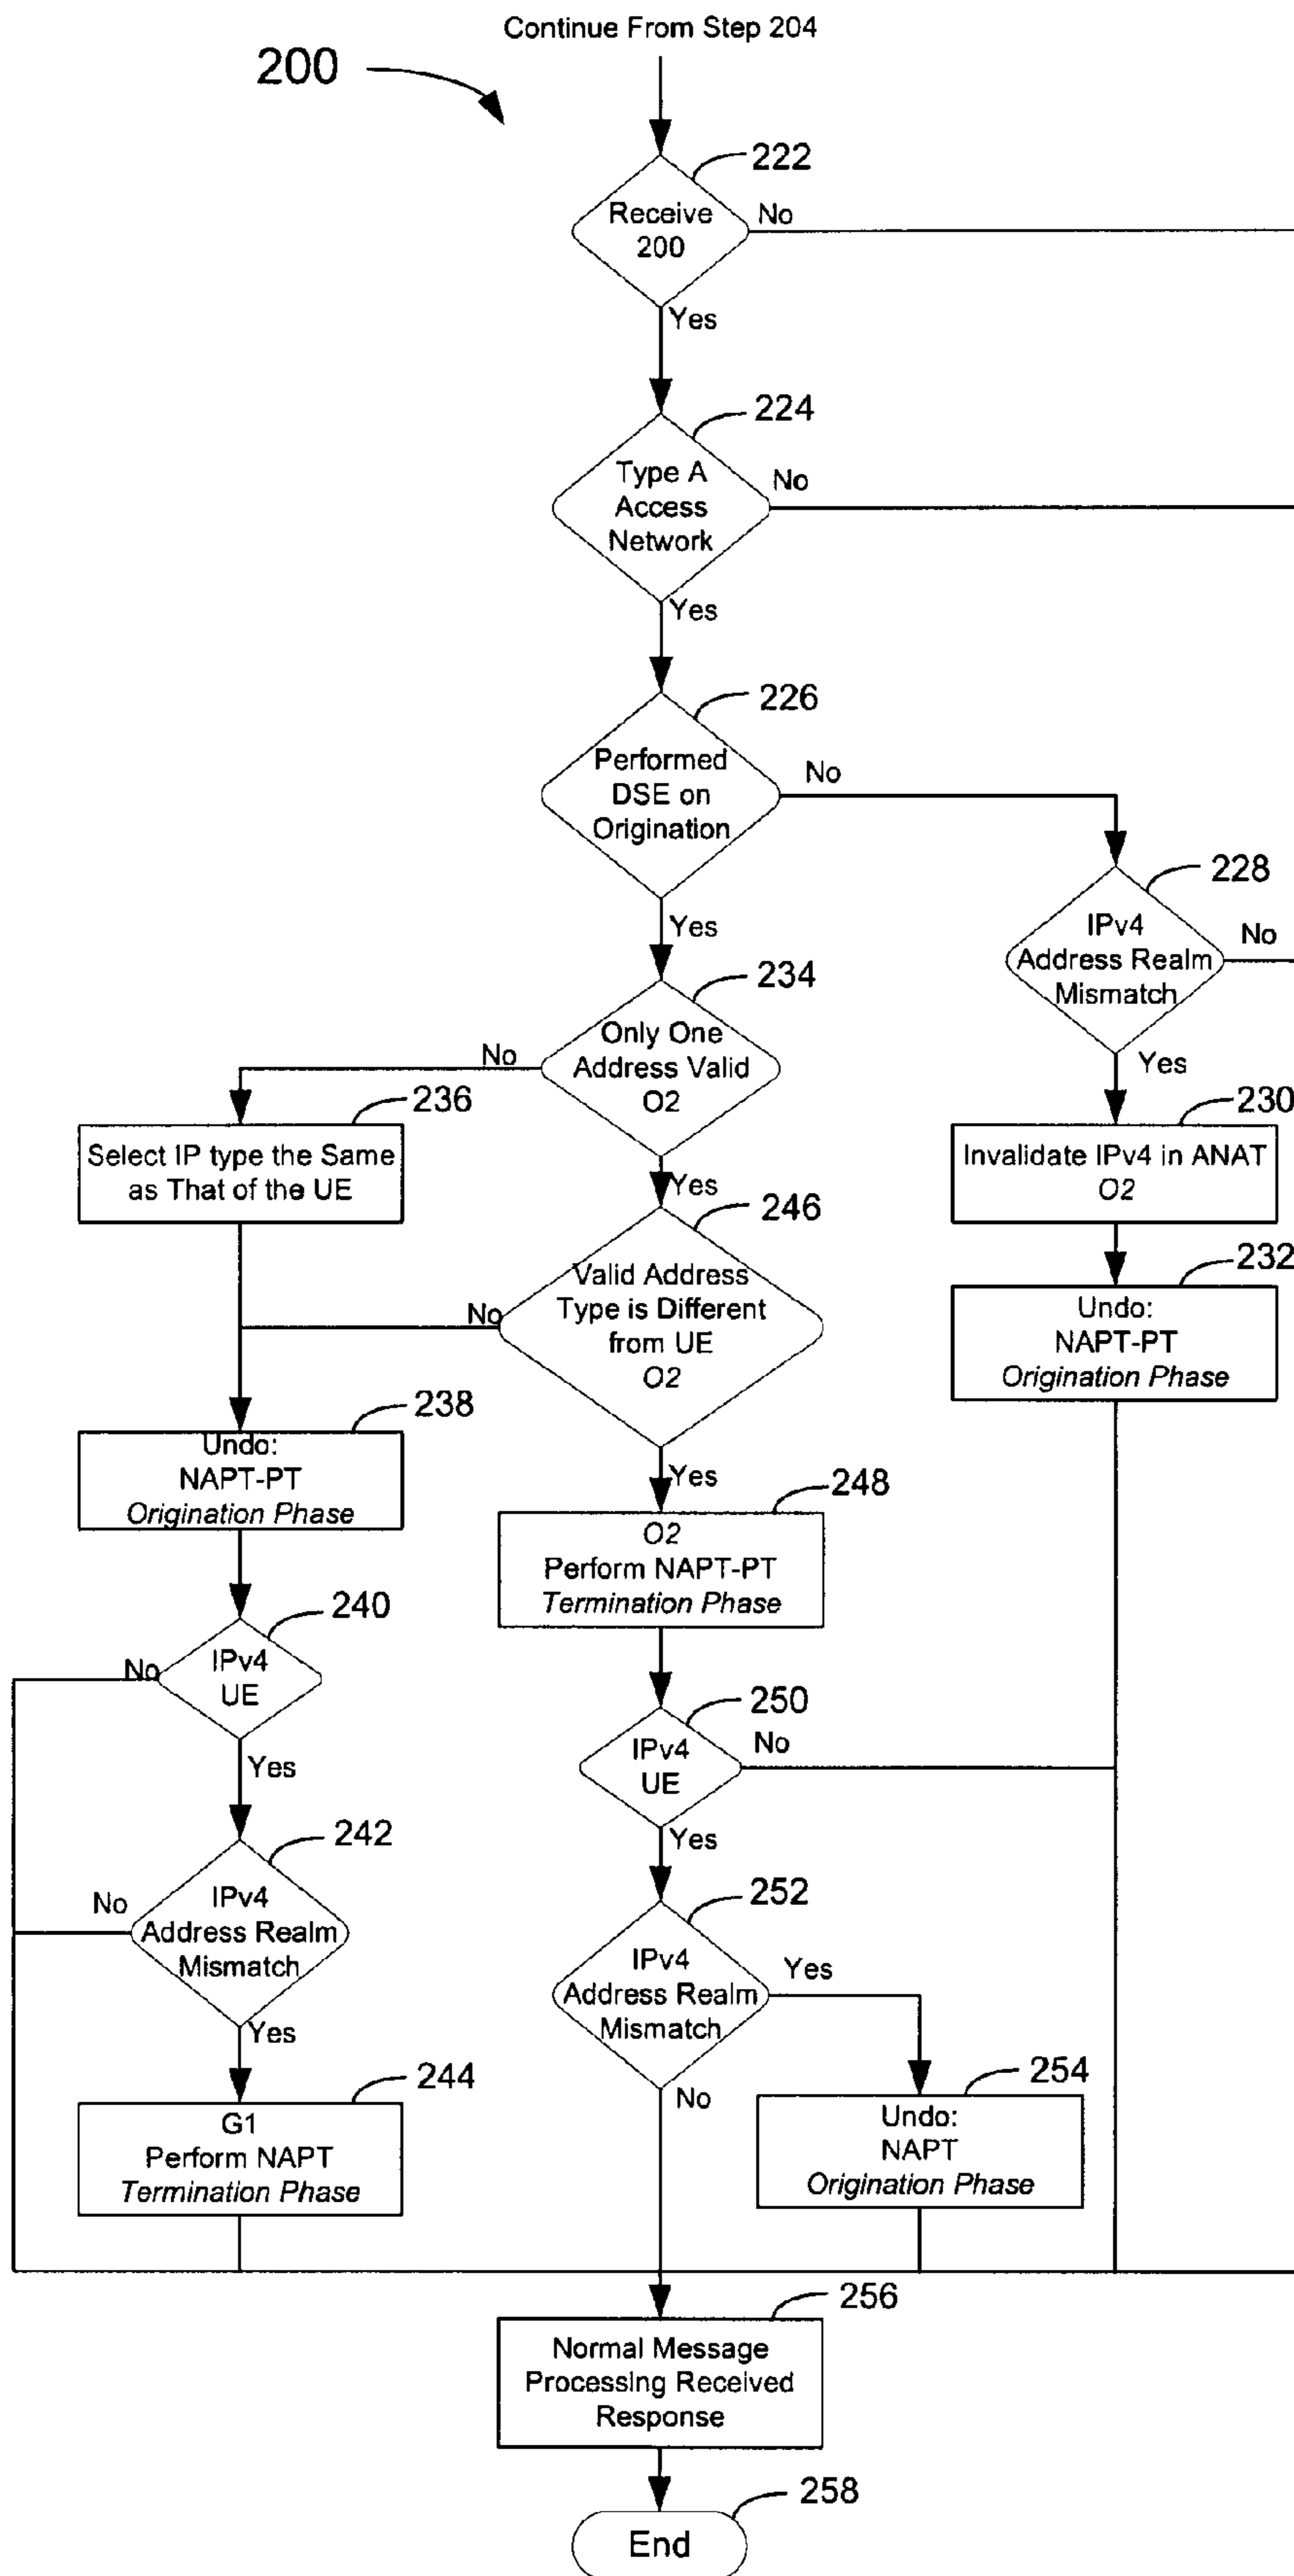 Continue From Step 204
200
222
Receive
200
No
Yes
224
Type A
Access
Network
No
Yes
226
Performed
DSE on
Origination
No
Yes
228
IPv4
Address Realm
Mismatch
No
Yes
234
Only One
Address Valid
O2
No
Yes
236
Select IP type the Same
as That of the UE
230
Invalidate IPv4 in ANAT
O2
246
Valid Address
Type is Different
from UE
O2
No
Yes
232
Undo:
NAPT-PT
Origination Phase
238
Undo:
NAPT-PT
Origination Phase
248
O2
Perform NAPT-PT
Termination Phase
240
IPv4
UE
No
Yes
250
IPv4
UE
No
Yes
242
IPv4
Address Realm
Mismatch
No
Yes
252
IPv4
Address Realm
Mismatch
Yes
No
244
G1
Perform NAPT
Termination Phase
254
Undo:
NAPT
Origination Phase
256
Normal Message
Processing Received
Response
258
End